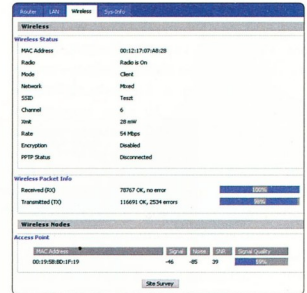 Router LAN Wireless Sys-Info
Wireless
Wireless Status
MAC Address 00:12:17:07:A8:28
Radio Radio is On
Mode Client
Network Mixed
SSID Teszt
Channel 6
Xmit 28 mW
Rate 54 Mbps
Encryption Disabled
PPTP Status Disconnected
Wireless Packet Info
Received (RX) 78767 OK, no error 100%
Transmitted (TX) 116691 OK, 2534 errors 98%
Wireless Nodes
Access Point
MAC Address Signal Noise SNR Signal Quality
00:19:5B:BD:1F:19 -46 -85 39 59%
Site Survey